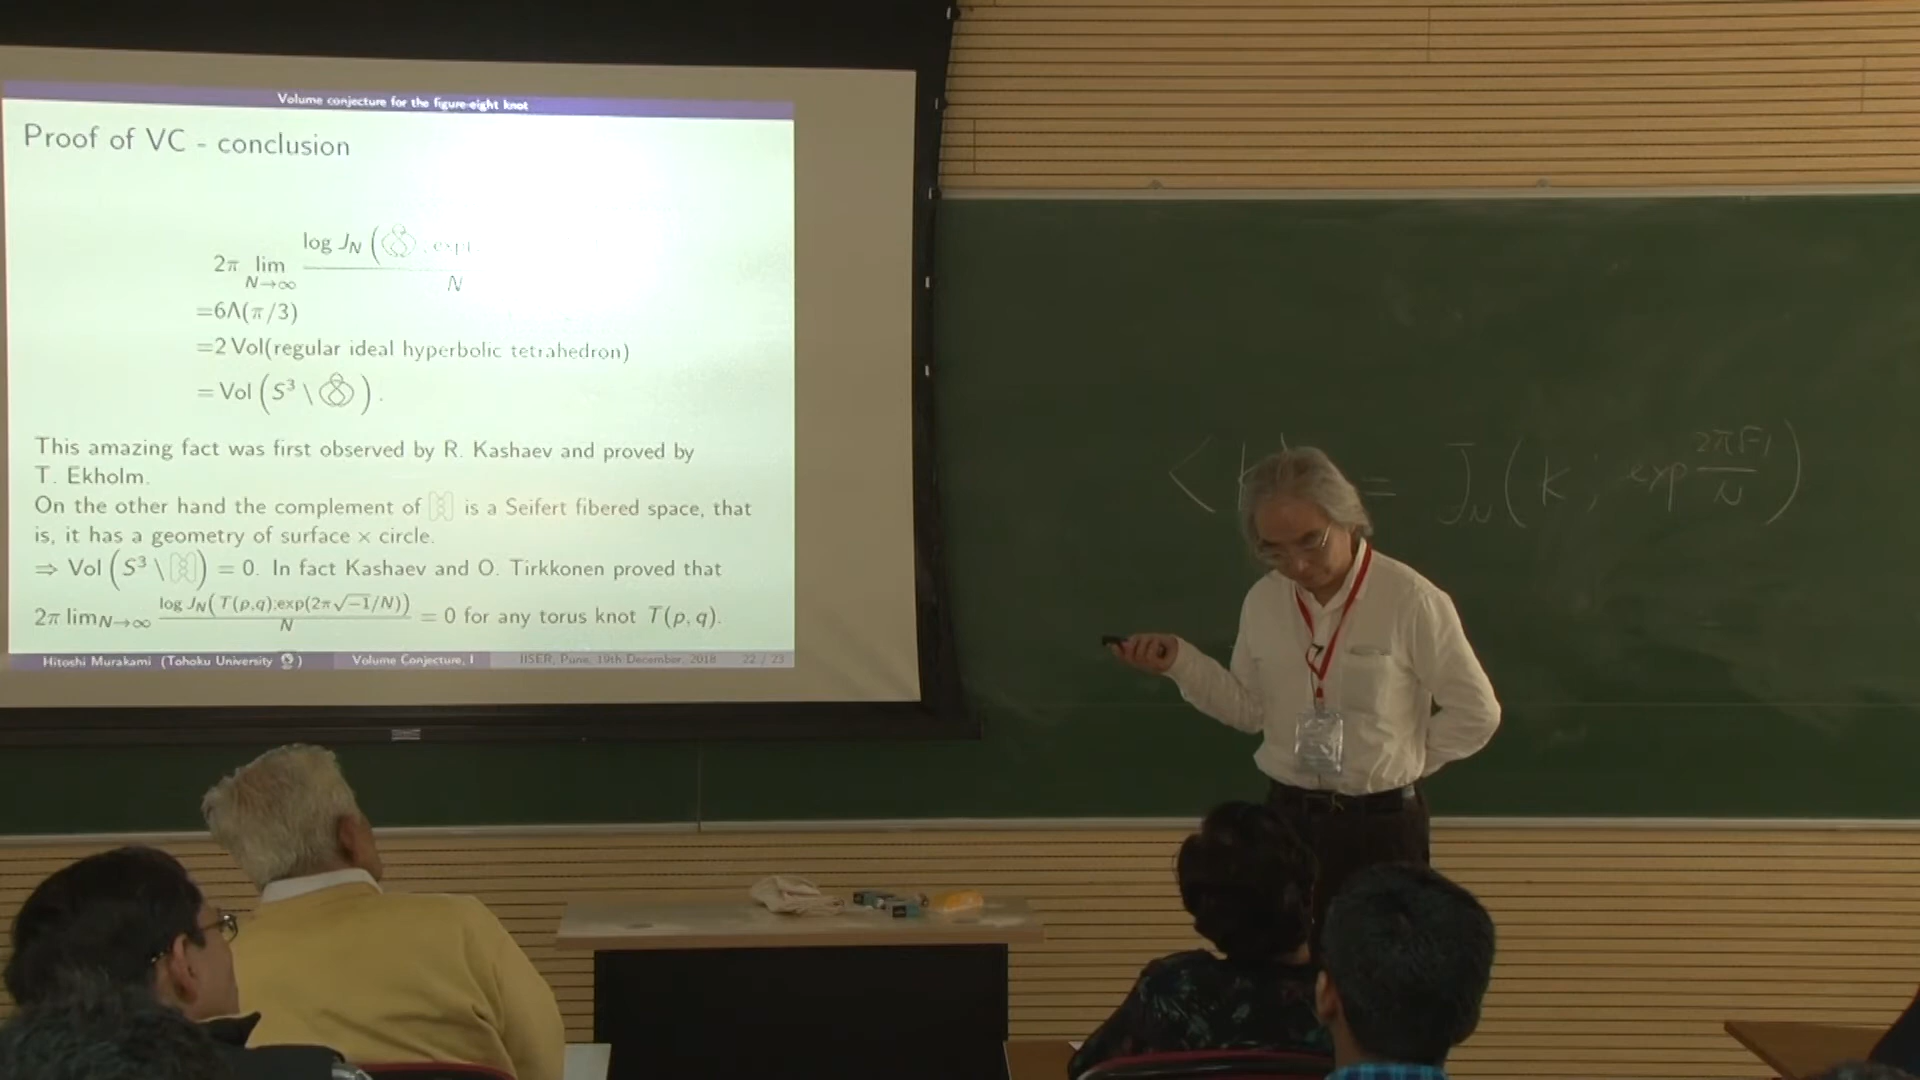 Volume conjecture for the figure-eight knot
Proof of VC - conclusion
2π lim N→∞ log J_N ( ; exp( N
=6Λ(π/3)
=2 Vol(regular ideal hyperbolic tetrahedron)
= Vol (S³ \ ).
This amazing fact was first observed by R. Kashaev and proved by
T. Ekholm.
On the other hand the complement of is a Seifert fibered space, that
is, it has a geometry of surface × circle.
⇒ Vol (S³ \ ) = 0. In fact Kashaev and O. Tirkkonen proved that
2π lim_N→∞ log J_N(T(p,q);exp(2π√−1/N)) / N = 0 for any torus knot T(p, q).
Hitoshi Murakami (Tohoku University ) Volume Conjecture, I IISER, Pune, 19th December, 2018 22 / 23
< = J_N (K ; exp 2π√-1 / N)